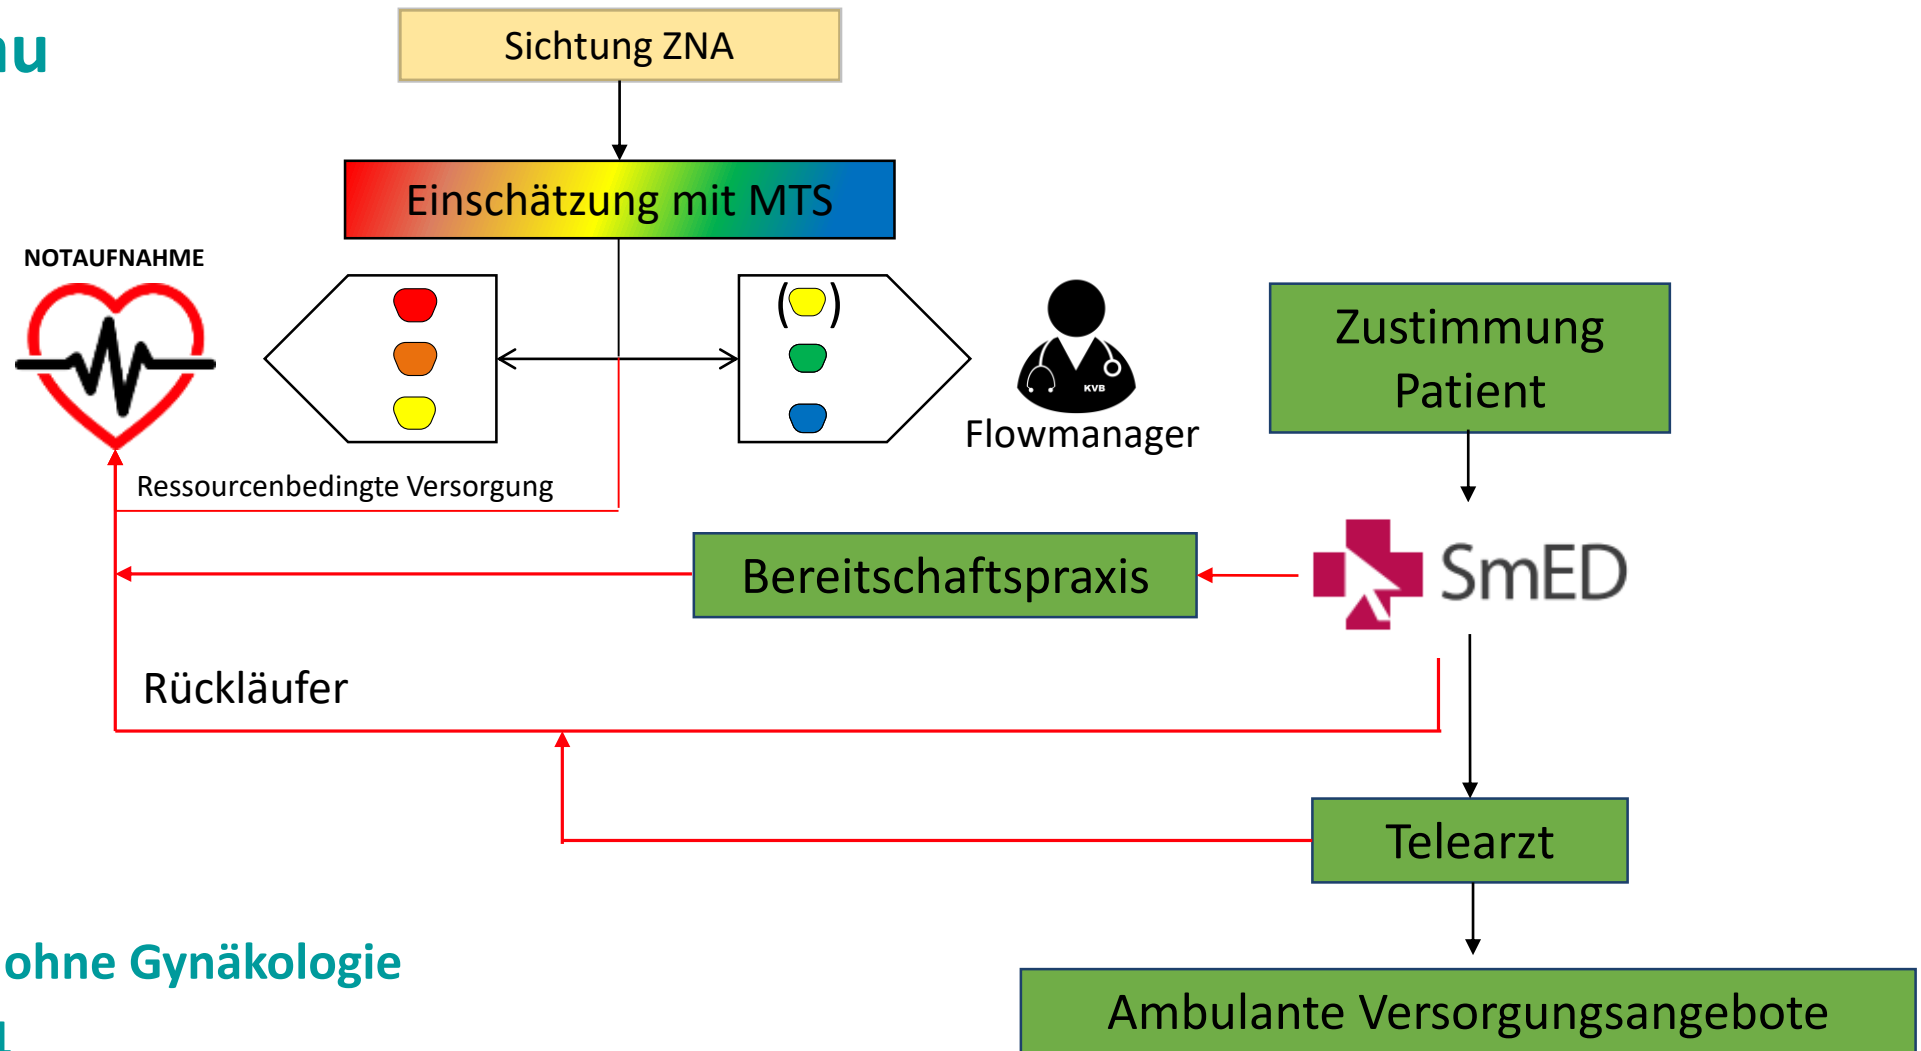 Sichtung ZNA
Einschätzung mit MTS
NOTAUFNAHME
( )
KVB
Flowmanager
Zustimmung
Patient
Ressourcenbedingte Versorgung
SmED
Bereitschaftspraxis
Rückläufer
Telearzt
ohne Gynäkologie
Ambulante Versorgungsangebote